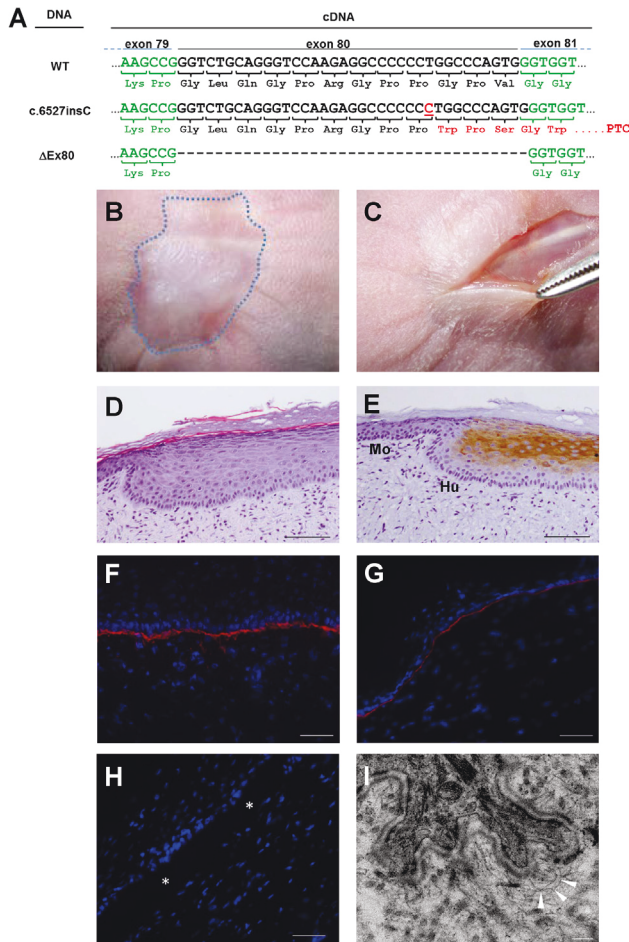 A
DNA cDNA
exon 79 exon 80 exon 81
WT ...AAGCCGGGTCTGCAGGGTCCAAGAGGCCCCCCTGGCCCAGTGGGTGGT...
Lys Pro Gly Leu Gln Gly Pro Arg Gly Pro Pro Gly Pro Val Gly Gly
c.6527insC ...AAGCCGGGTCTGCAGGGTCCAAGAGGCCCCCCCTGGCCCAGTGGGTGGT...
Lys Pro Gly Leu Gln Gly Pro Arg Gly Pro Pro Trp Pro Ser Gly Trp .....PTC
ΔEx80 ...AAGCCG------------------------------------GGTGGT...
Lys Pro Gly Gly
B C
D E
Mo
Hu
F G
H I
* *